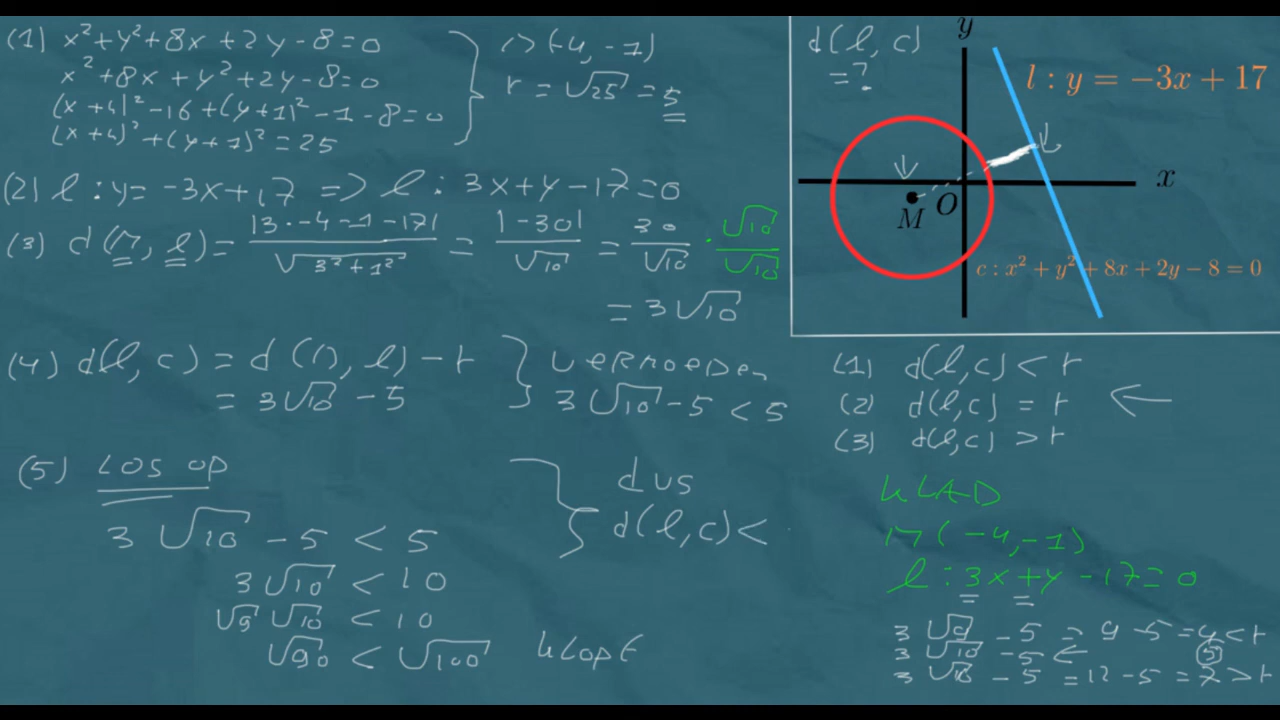 (1) x²+y²+8x+2y-8=0
x²+8x+y²+2y-8=0
(x+4)²-16+(y+1)²-1-8=0
(x+4)²+(y+1)²=25
M(-4,-1)
r=√25=5
(2) l:y=-3x+17 => l:3x+y-17=0
(3) d(M,l)=|3·-4-1-17|/√(3²+1²)=|-30|/√10=30/√10·√10/√10
=3√10
(4) d(l,c)=d(M,l)-r
=3√10-5
VERMOEDEN
3√10-5<5
(5) LOS OP
3√10-5<5
3√10<10
√9√10<10
√90<√100 KLOPT
dus
d(l,c)<
d(l,c)
=?
y
l : y = −3x + 17
x
M
O
c : x² + y² + 8x + 2y − 8 = 0
(1) d(l,c)<r
(2) d(l,c)=r
(3) d(l,c)>r
KLAD
M(-4,-1)
l:3x+y-17=0
3√9-5=9-5=4<r
3√10-5< (5)
3√16-5=12-5=7>r